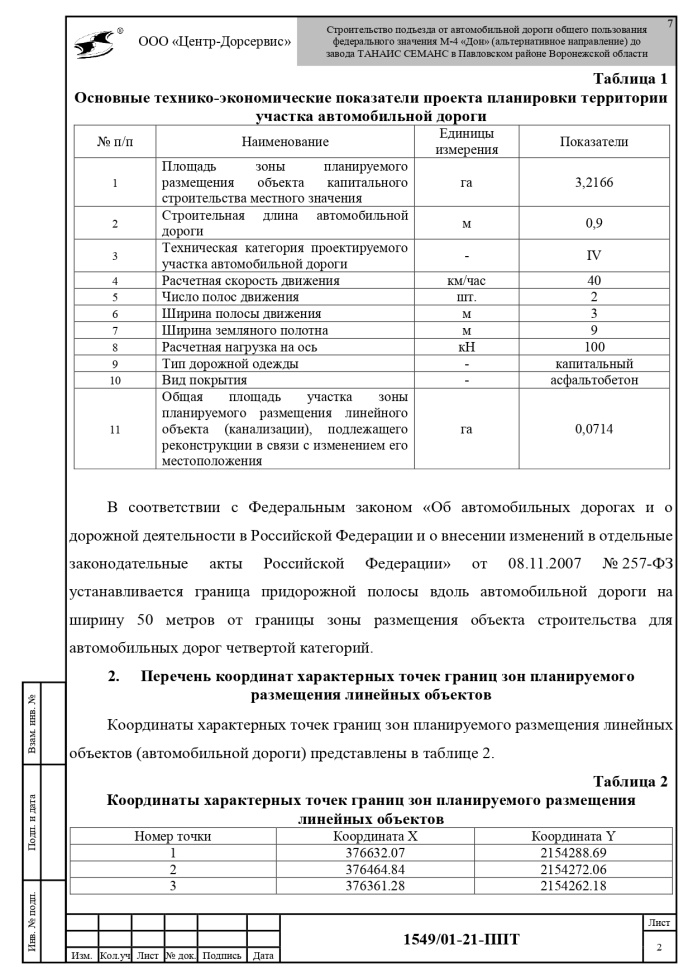 7
®
ООО «Центр-Дорсервис»
Строительство подъезда от автомобильной дороги общего пользования
федерального значения М-4 «Дон» (альтернативное направление) до
завода ТАНАИС СЕМАНС в Павловском районе Воронежской области
Таблица 1
Основные технико-экономические показатели проекта планировки территории
участка автомобильной дороги
№ п/п Наименование Единицы измерения Показатели
1 Площадь зоны планируемого
размещения объекта капитального га 3,2166
строительства местного значения
2 Строительная длина автомобильной м 0,9
дороги
3 Техническая категория проектируемого - IV
участка автомобильной дороги
4 Расчетная скорость движения км/час 40
5 Число полос движения шт. 2
6 Ширина полосы движения м 3
7 Ширина земляного полотна м 9
8 Расчетная нагрузка на ось кН 100
9 Тип дорожной одежды - капитальный
10 Вид покрытия - асфальтобетон
Общая площадь участка зоны
планируемого размещения линейного
11 объекта (канализации), подлежащего га 0,0714
реконструкции в связи с изменением его
местоположения
В соответствии с Федеральным законом «Об автомобильных дорогах и о
дорожной деятельности в Российской Федерации и о внесении изменений в отдельные
законодательные акты Российской Федерации» от 08.11.2007 № 257-ФЗ
устанавливается граница придорожной полосы вдоль автомобильной дороги на
ширину 50 метров от границы зоны размещения объекта строительства для
автомобильных дорог четвертой категорий.
2. Перечень координат характерных точек границ зон планируемого
размещения линейных объектов
Координаты характерных точек границ зон планируемого размещения линейных
объектов (автомобильной дороги) представлены в таблице 2.
Таблица 2
Координаты характерных точек границ зон планируемого размещения
линейных объектов
Номер точки Координата X Координата Y
1 376632.07 2154288.69
2 376464.84 2154272.06
3 376361.28 2154262.18
Взам. инв. №
Подп. и дата
Инв. № подп.
Изм. Кол.уч Лист № док. Подпись Дата
1549/01-21-ППТ
Лист
2